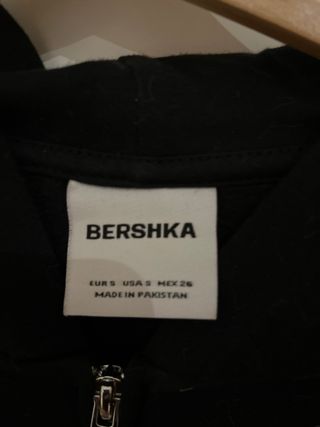 BERSHKA
EUR S USA S MEX 26
MADE IN PAKISTAN